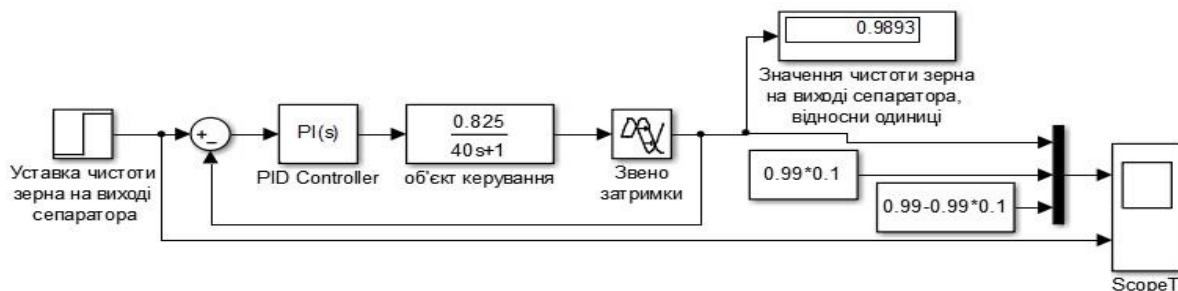 0.9893
Значення чистоти зерна
на виході сепаратора,
відносни одиниці
+
−
PI(s)
0.825
40s+1
Уставка чистоти
зерна на виході
сепаратора
PID Controller
об'єкт керування
Звено
затримки
0.99*0.1
0.99-0.99*0.1
ScopeT